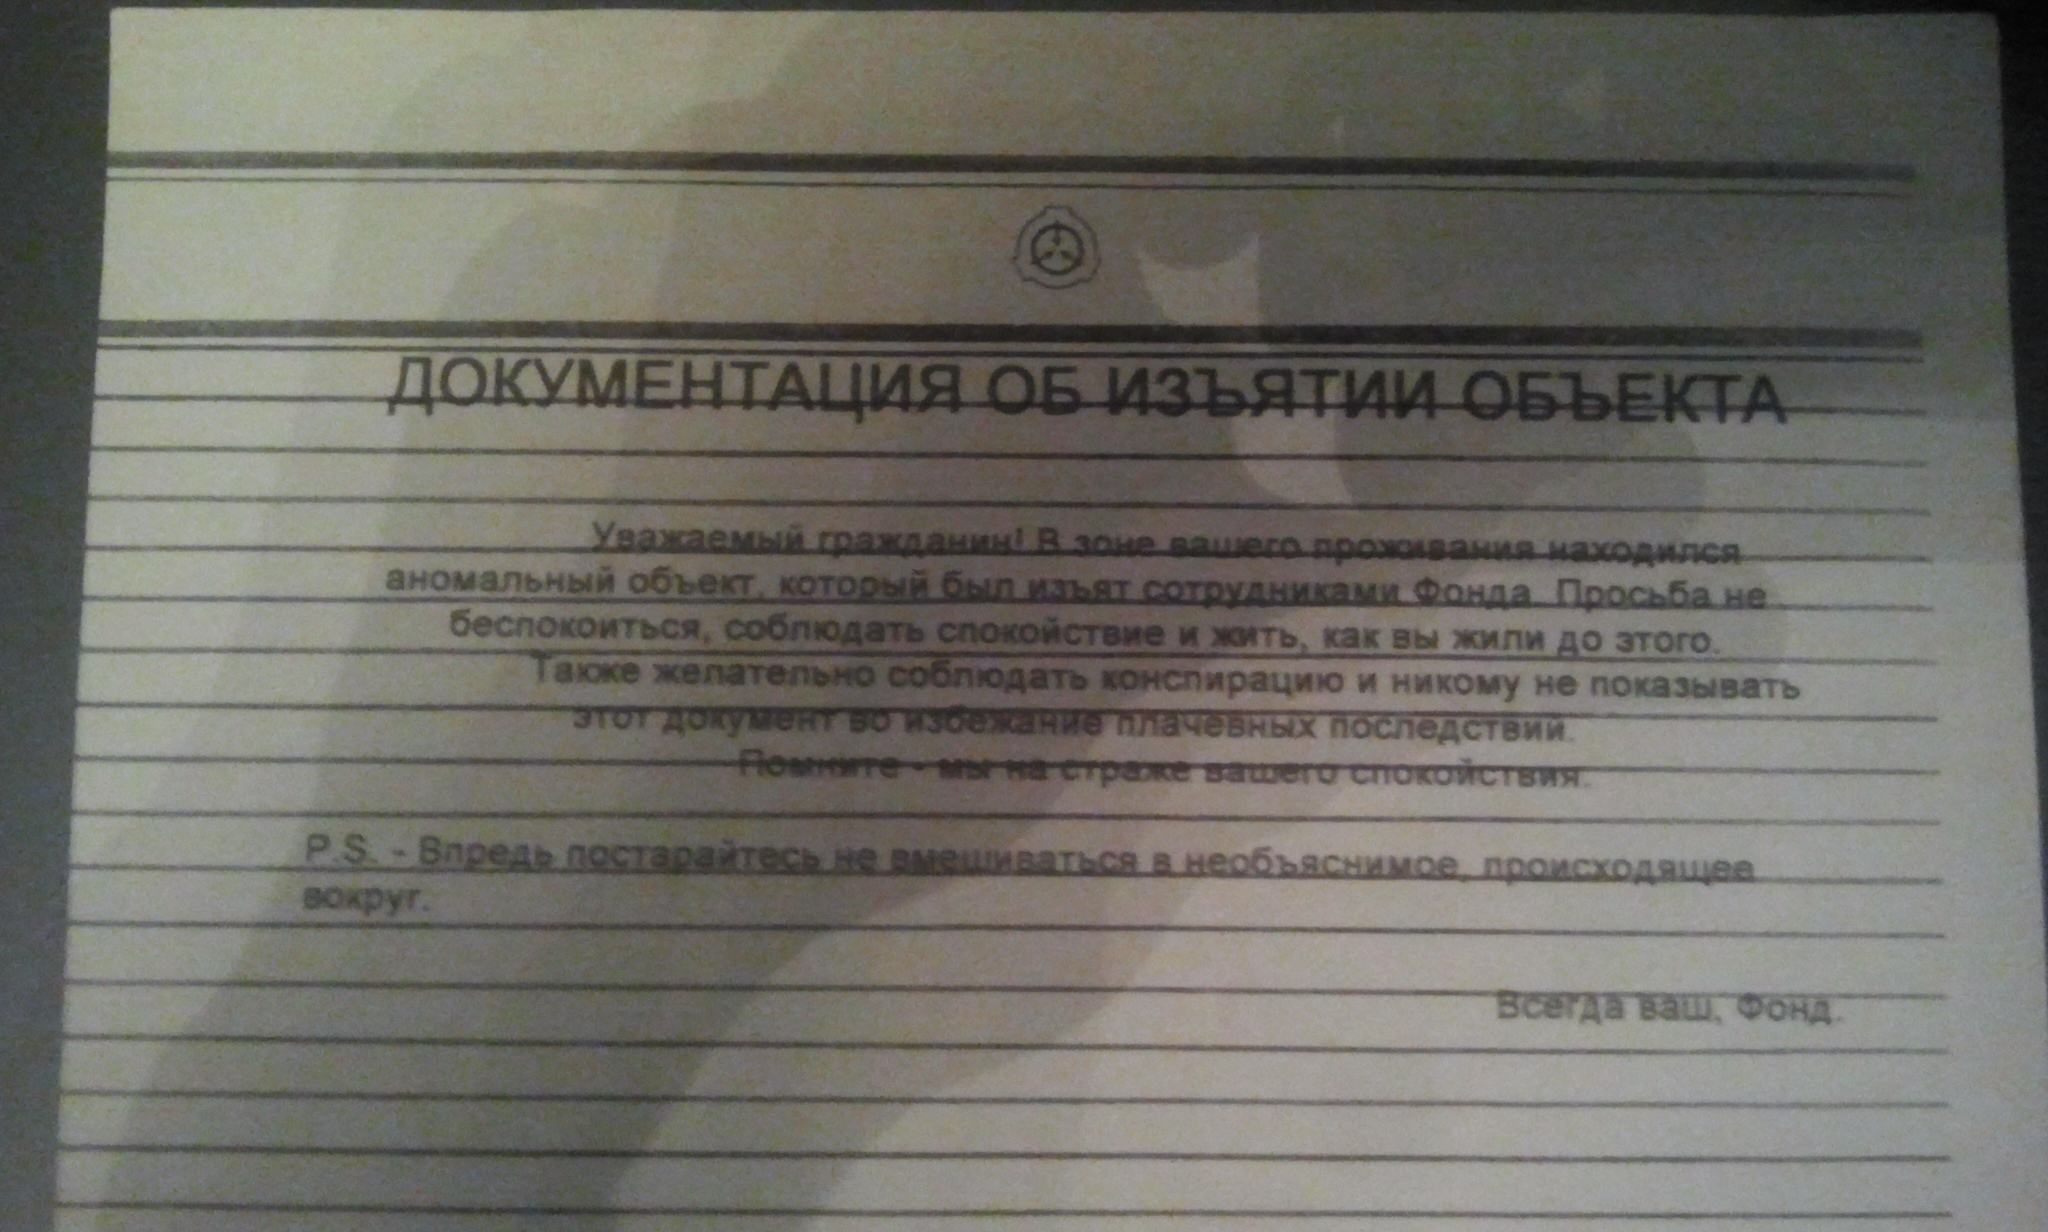 ДОКУМЕНТАЦИЯ ОБ ИЗЪЯТИИ ОБЪЕКТА
Уважаемый гражданин! В зоне вашего проживания находился
аномальный объект, который был изъят сотрудниками Фонда. Просьба не
беспокоиться, соблюдать спокойствие и жить, как вы жили до этого.
Также желательно соблюдать конспирацию и никому не показывать
этот документ во избежание плачевных последствий.
Помните - мы на страже вашего спокойствия.
P.S. - Впредь постарайтесь не вмешиваться в необъяснимое, происходящее
вокруг.
Всегда ваш, Фонд.